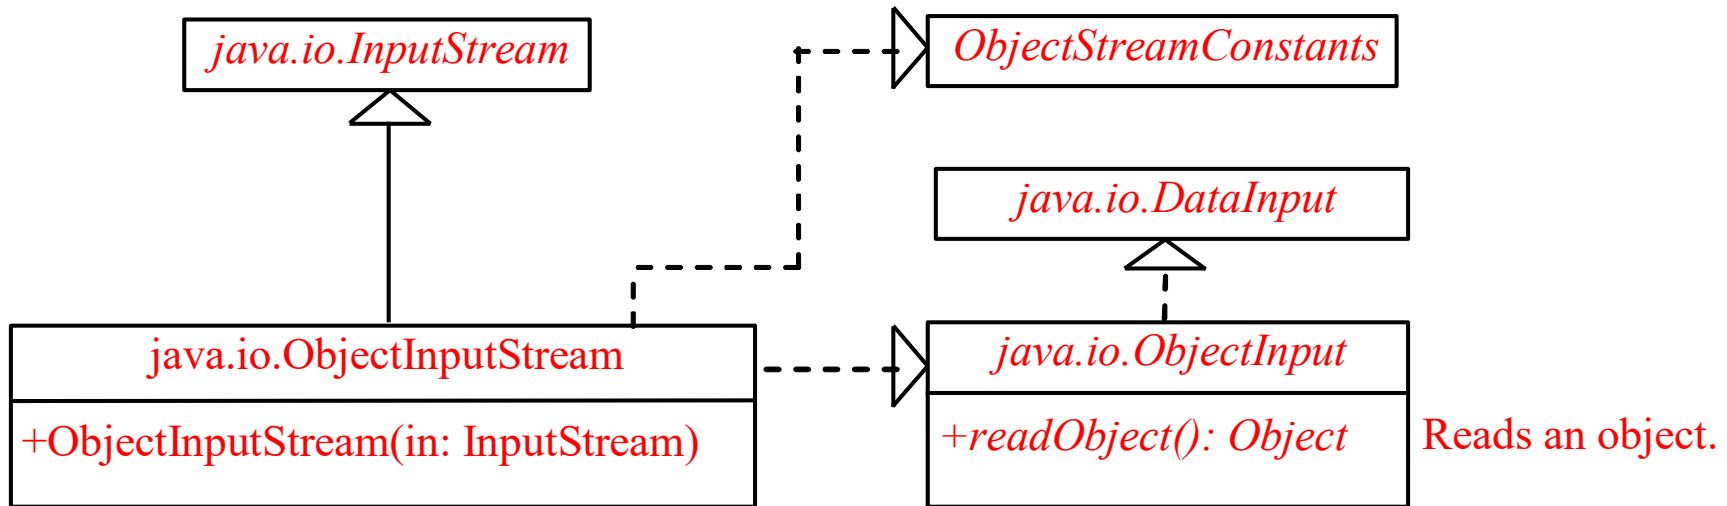 java.io.InputStream
ObjectStreamConstants
java.io.DataInput
java.io.ObjectInputStream
+ObjectInputStream(in: InputStream)
java.io.ObjectInput
+readObject(): Object
Reads an object.